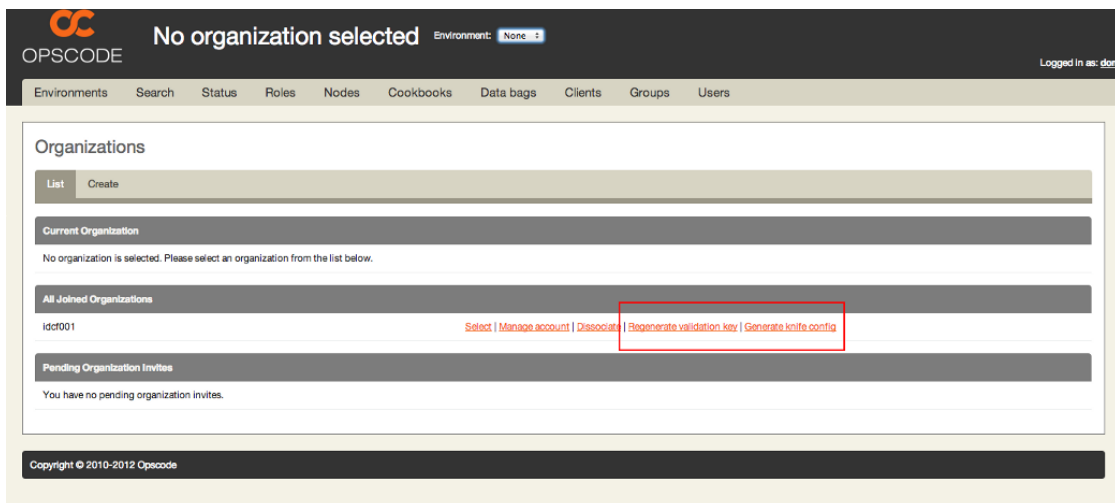 OPSCODE
No organization selected Environment: None
Logged in as: don
Environments Search Status Roles Nodes Cookbooks Data bags Clients Groups Users
Organizations
List Create
Current Organization
No organization is selected. Please select an organization from the list below.
All Joined Organizations
idcf001 Select | Manage account | Dissociate | Regenerate validation key | Generate knife config
Pending Organization Invites
You have no pending organization invites.
Copyright © 2010-2012 Opscode